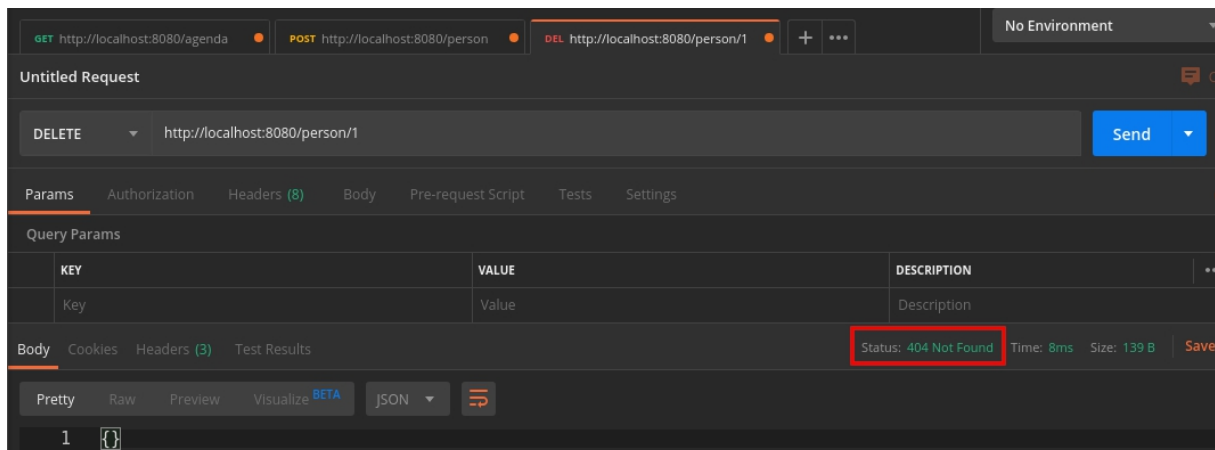 GET http://localhost:8080/agenda POST http://localhost:8080/person DEL http://localhost:8080/person/1 + ••• No Environment
Untitled Request
DELETE http://localhost:8080/person/1 Send
Params Authorization Headers (8) Body Pre-request Script Tests Settings
Query Params
KEY VALUE DESCRIPTION
Key Value Description
Body Cookies Headers (3) Test Results Status: 404 Not Found Time: 8ms Size: 139 B Save
Pretty Raw Preview Visualize BETA JSON
1 {}